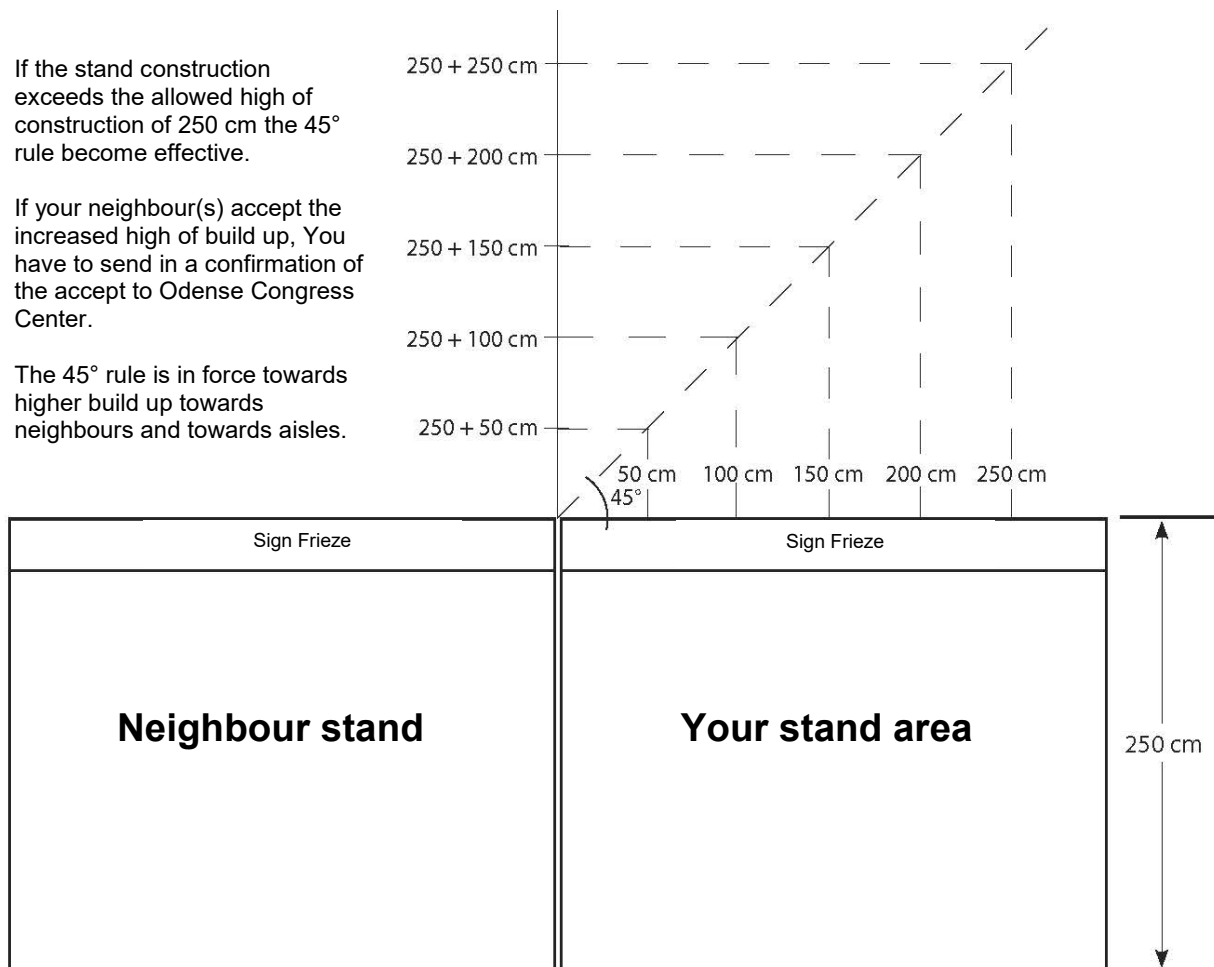 If the stand construction
exceeds the allowed high of
construction of 250 cm the 45°
rule become effective.
If your neighbour(s) accept the
increased high of build up, You
have to send in a confirmation of
the accept to Odense Congress
Center.
The 45° rule is in force towards
higher build up towards
neighbours and towards aisles.
250 + 250 cm
250 + 200 cm
250 + 150 cm
250 + 100 cm
250 + 50 cm
50 cm 100 cm 150 cm 200 cm 250 cm
45°
Sign Frieze
Sign Frieze
Neighbour stand
Your stand area
250 cm